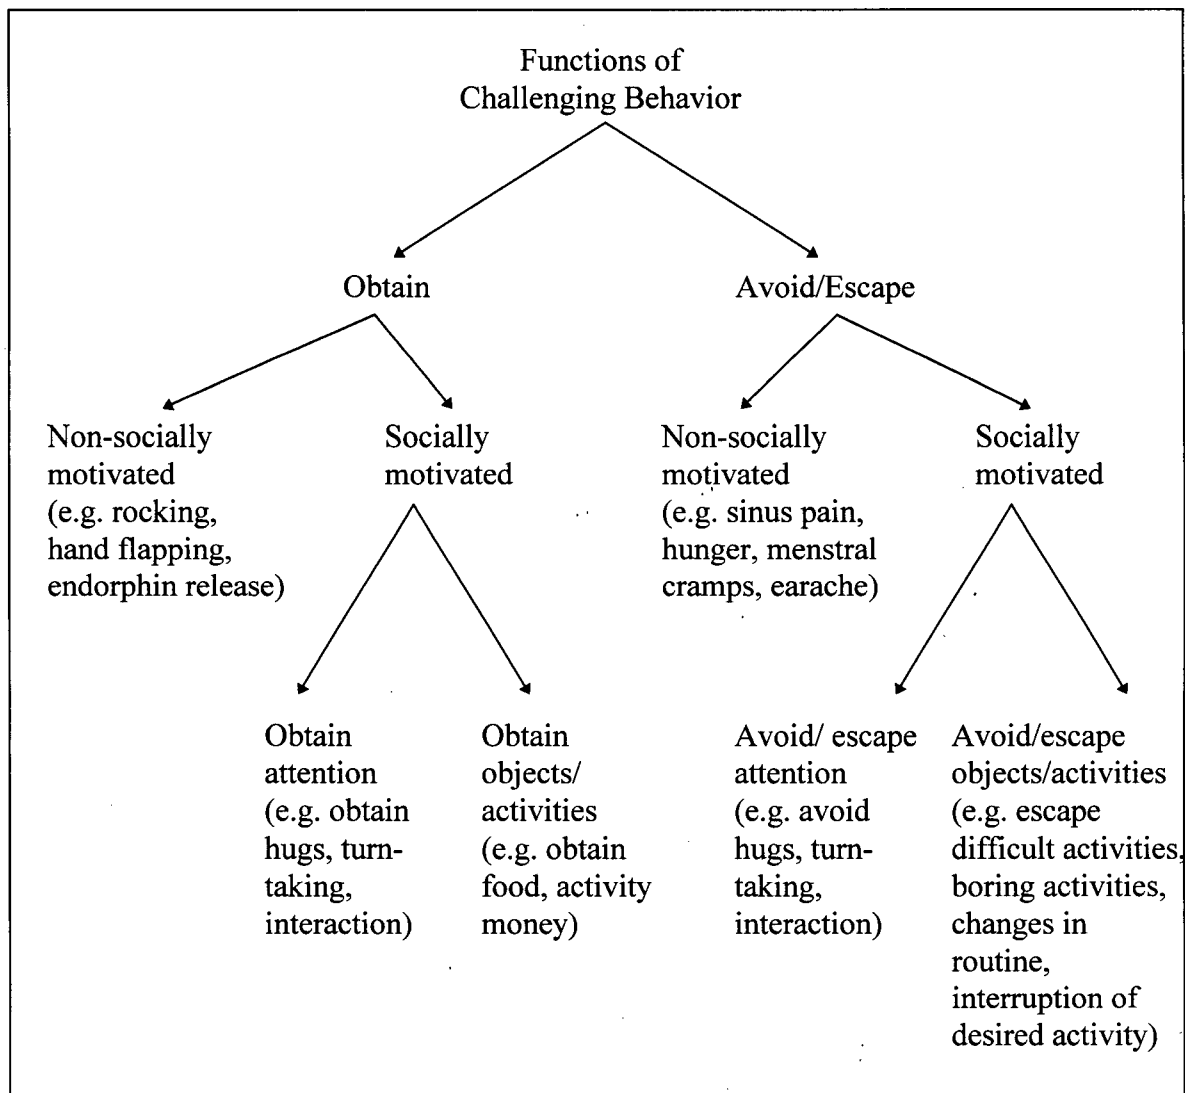 Functions of
Challenging Behavior
Obtain
Avoid/Escape
Non-socially
motivated
(e.g. rocking,
hand flapping,
endorphin release)
Socially
motivated
Non-socially
motivated
(e.g. sinus pain,
hunger, menstral
cramps, earache)
Socially
motivated
Obtain
attention
(e.g. obtain
hugs, turn-
taking,
interaction)
Obtain
objects/
activities
(e.g. obtain
food, activity
money)
Avoid/ escape
attention
(e.g. avoid
hugs, turn-
taking,
interaction)
Avoid/escape
objects/activities
(e.g. escape
difficult activities,
boring activities,
changes in
routine,
interruption of
desired activity)